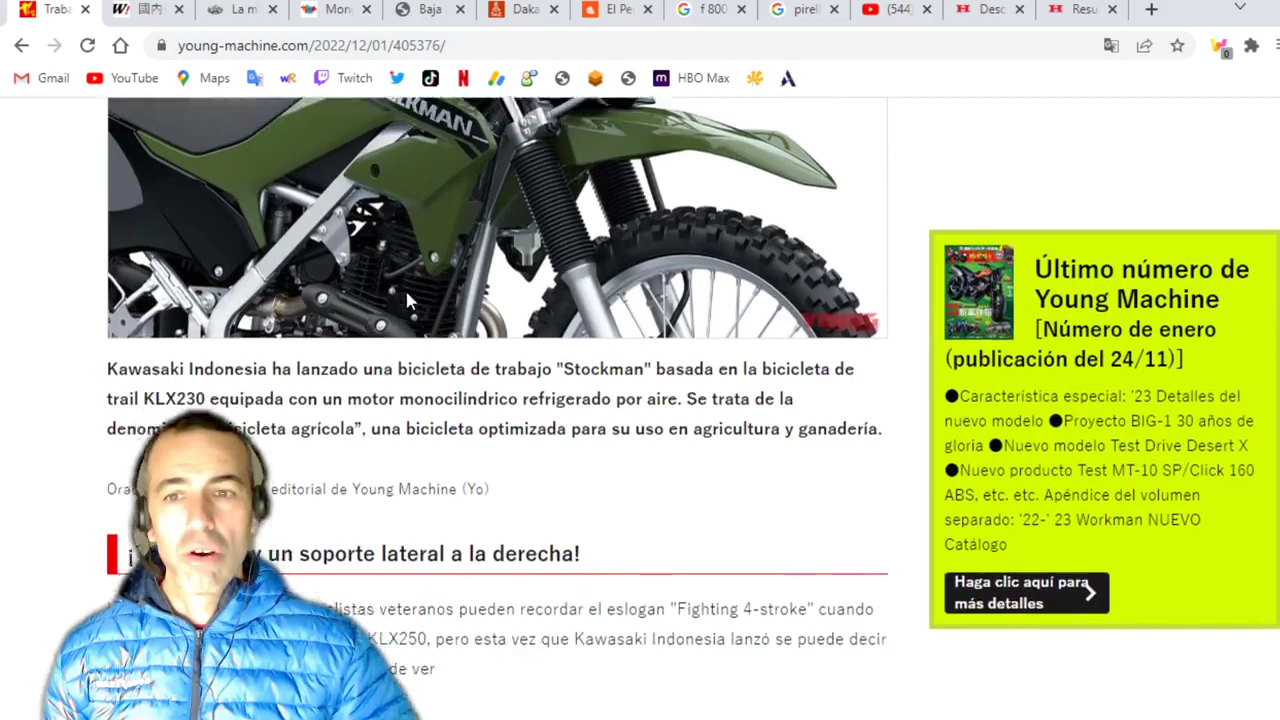 Traba
国内
La m
Mon
Baja
Daka
El Pe
f 800
pirell
(544)
Desc
Resu
young-machine.com/2022/12/01/405376/
0
Gmail
YouTube
Maps
wR
Twitch
N
m HBO Max
KMAN
YOUNG
Kawasaki Indonesia ha lanzado una bicicleta de trabajo "Stockman" basada en la bicicleta de
trail KLX230 equipada con un motor monocilíndrico refrigerado por aire. Se trata de la
icleta agrícola”, una bicicleta optimizada para su uso en agricultura y ganadería.
editorial de Young Machine (Yo)
y un soporte lateral a la derecha!
listas veteranos pueden recordar el eslogan "Fighting 4-stroke" cuando
KLX250, pero esta vez que Kawasaki Indonesia lanzó se puede decir
de ver
Último número de
Young Machine
[Número de enero
(publicación del 24/11)]
●Característica especial: '23 Detalles del
nuevo modelo ●Proyecto BIG-1 30 años de
gloria ●Nuevo modelo Test Drive Desert X
●Nuevo producto Test MT-10 SP/Click 160
ABS, etc. etc. Apéndice del volumen
separado: '22-' 23 Workman NUEVO
Catálogo
Haga clic aquí para
más detalles